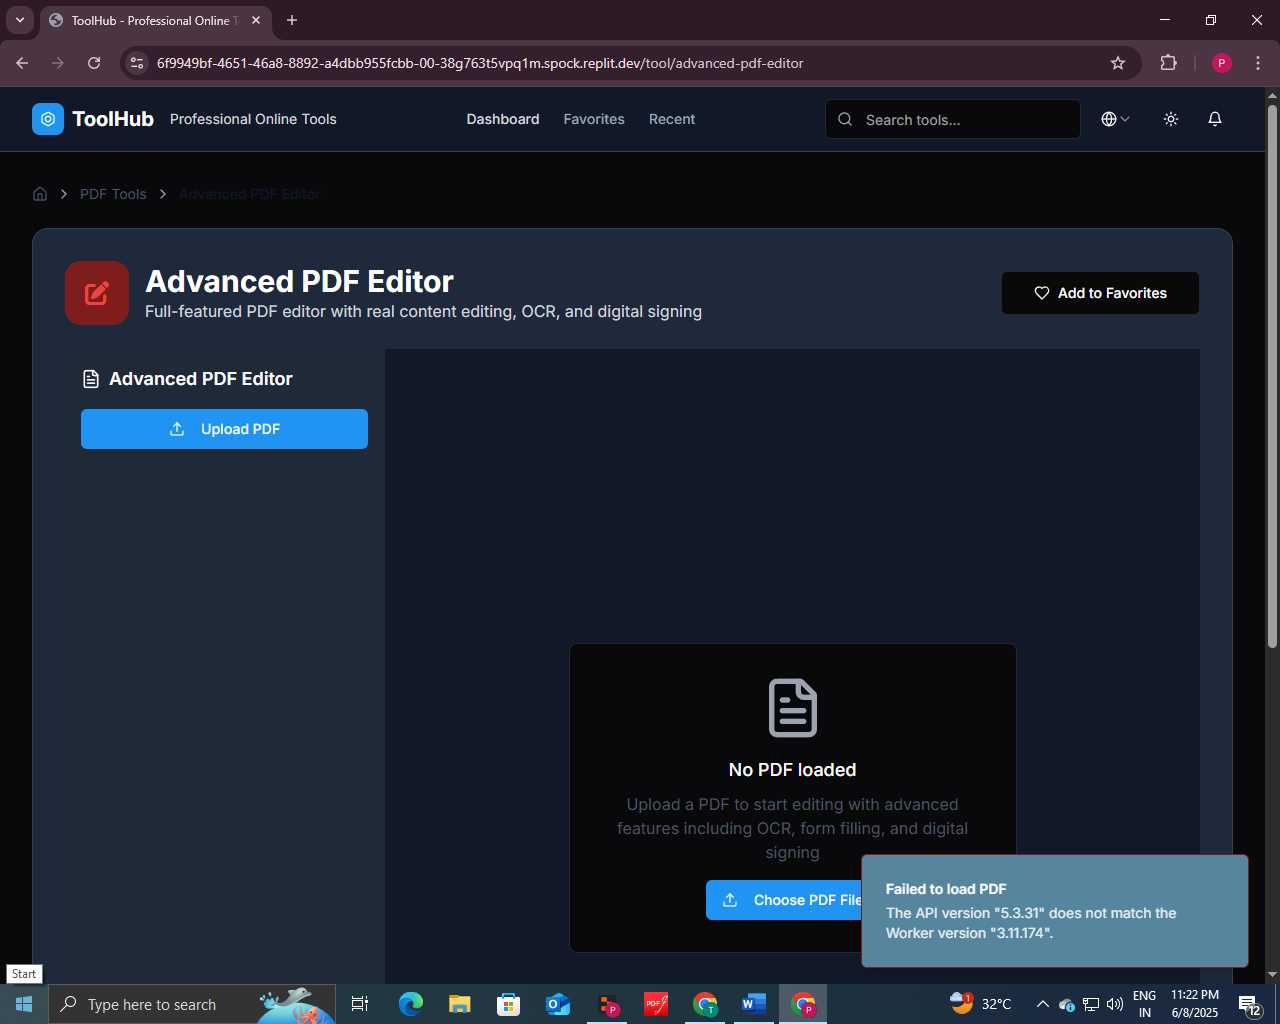 ToolHub - Professional Online T
6f9949bf-4651-46a8-8892-a4dbb955fcbb-00-38g763t5vpq1m.spock.replit.dev/tool/advanced-pdf-editor
P
ToolHub
Professional Online Tools
Dashboard
Favorites
Recent
Search tools...
PDF Tools
Advanced PDF Editor
Advanced PDF Editor
Full-featured PDF editor with real content editing, OCR, and digital signing
Add to Favorites
Advanced PDF Editor
Upload PDF
No PDF loaded
Upload a PDF to start editing with advanced
features including OCR, form filling, and digital
signing
Choose PDF File
Failed to load PDF
The API version "5.3.31" does not match the
Worker version "3.11.174".
Start
Type here to search
P
PDF
T
W
P
1
32°C
ENG
IN
11:22 PM
6/8/2025
12